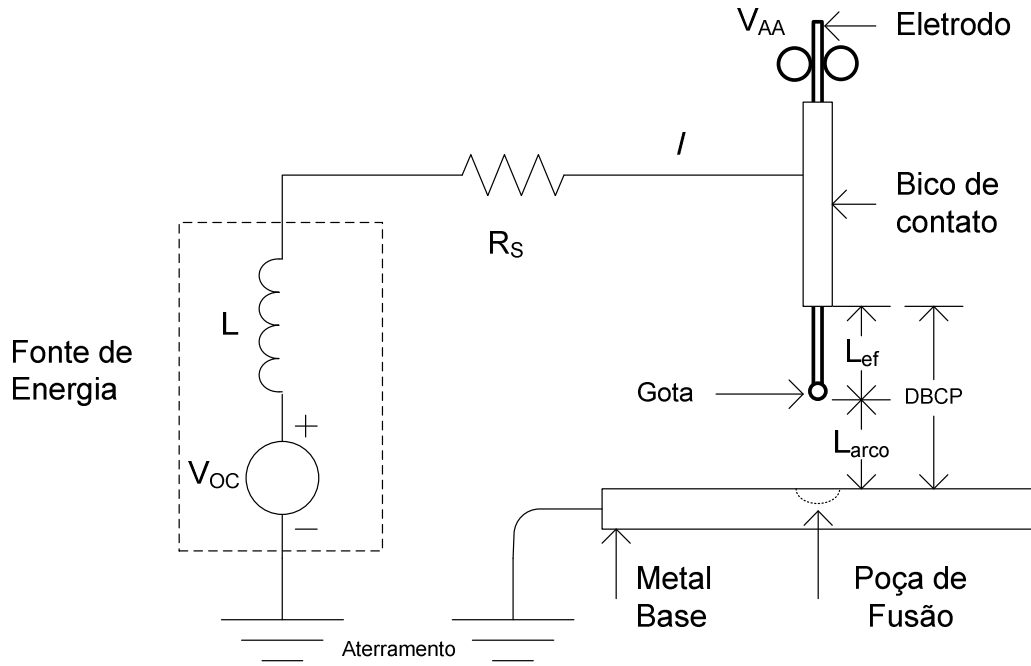 V_AA
Eletrodo
I
Bico de
contato
R_S
L
Fonte de
Energia
L_ef
Gota
DBCP
L_arco
+
V_OC
−
Metal
Base
Poça de
Fusão
Aterramento